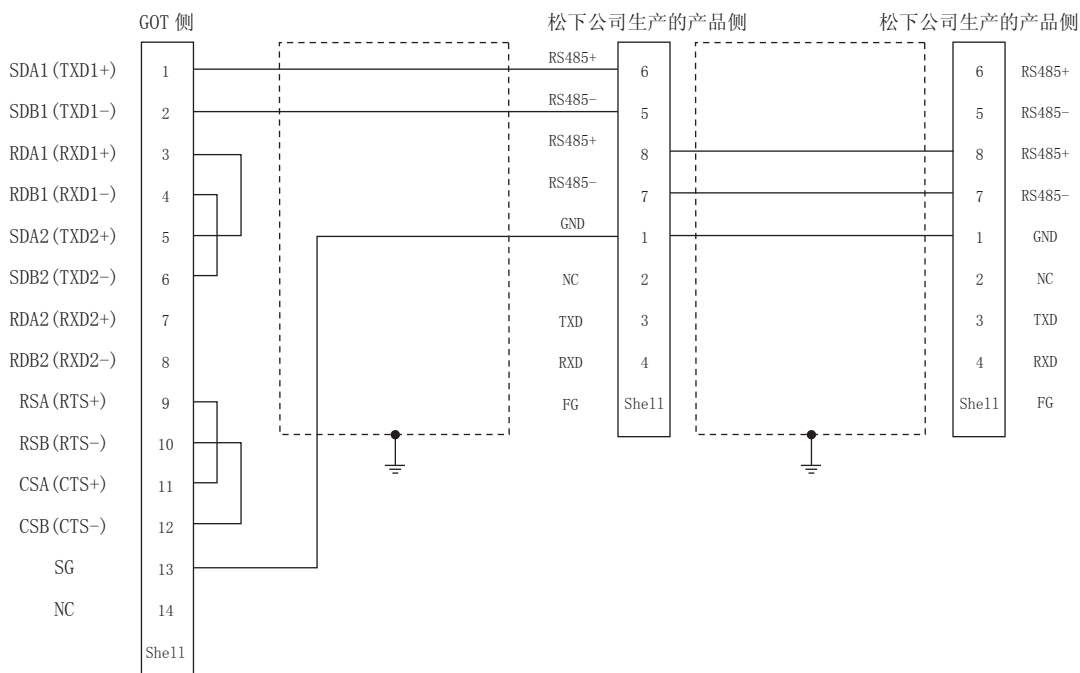 GOT 侧 松下公司生产的产品侧 松下公司生产的产品侧
SDA1(TXD1+) 1 RS485+ 6 6 RS485+
SDB1(TXD1-) 2 RS485- 5 5 RS485-
RDA1(RXD1+) 3 RS485+ 8 8 RS485+
RDB1(RXD1-) 4 RS485- 7 7 RS485-
SDA2(TXD2+) 5 GND 1 1 GND
SDB2(TXD2-) 6 NC 2 2 NC
RDA2(RXD2+) 7 TXD 3 3 TXD
RDB2(RXD2-) 8 RXD 4 4 RXD
RSA(RTS+) 9 FG Shell Shell FG
RSB(RTS-) 10
CSA(CTS+) 11
CSB(CTS-) 12
SG 13
NC 14
Shell